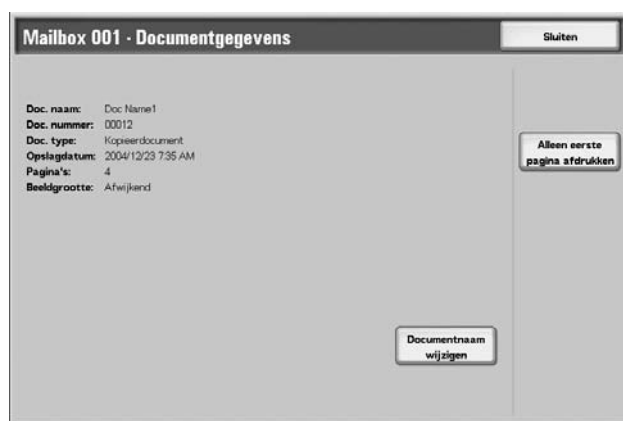 Mailbox 001 - Documentgegevens
Sluiten
Doc. naam: Doc Name1
Doc. nummer: 00012
Doc. type: Kopieerdocument
Opslagdatum: 2004/12/23 7:35 AM
Pagina's: 4
Beeldgrootte: Afwijkend
Alleen eerste
pagina afdrukken
Documentnaam
wijzigen